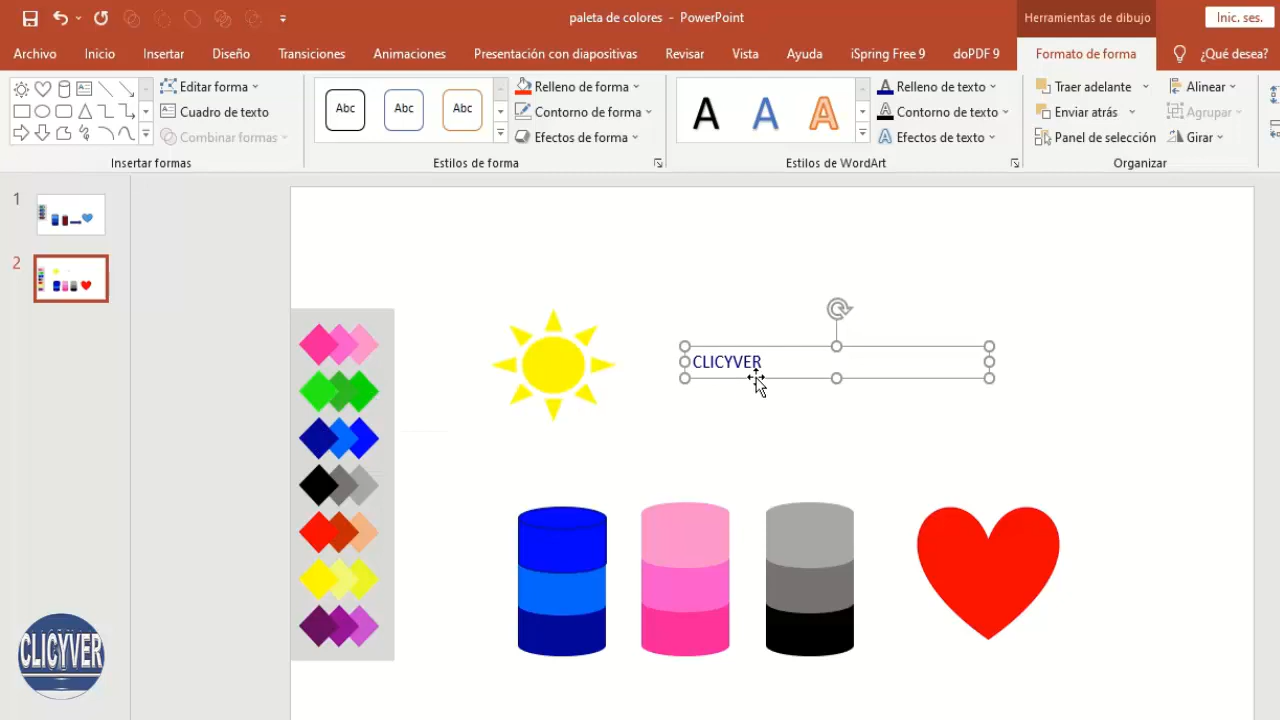 paleta de colores - PowerPoint
Herramientas de dibujo
Inic. ses.
Archivo Inicio Insertar Diseño Transiciones Animaciones Presentación con diapositivas Revisar Vista Ayuda iSpring Free 9 doPDF 9 Formato de forma ¿Qué desea?
Editar forma
Cuadro de texto
Combinar formas
Insertar formas
Abc Abc Abc
Relleno de forma
Contorno de forma
Efectos de forma
Estilos de forma
A A A
Relleno de texto
Contorno de texto
Efectos de texto
Estilos de WordArt
Traer adelante
Enviar atrás
Panel de selección
Alinear
Agrupar
Girar
Organizar
1
2
CLICYVER
CLICYVER